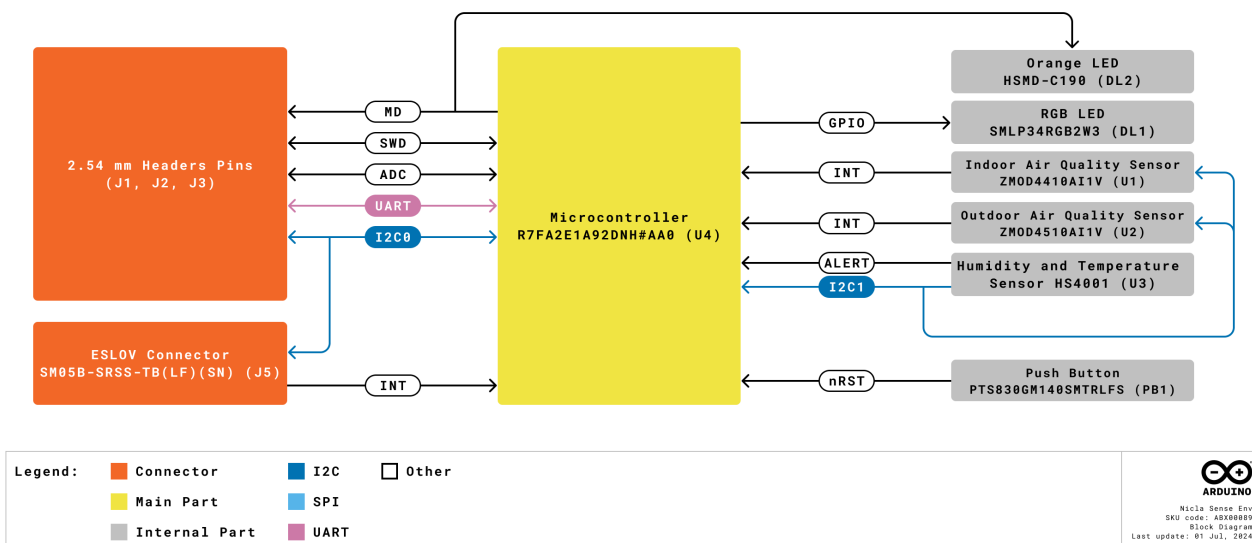 Orange LED
HSMD-C190 (DL2)
RGB LED
SMLP34RGB2W3 (DL1)
MD
GPIO
SWD
2.54 mm Headers Pins
(J1, J2, J3)
ADC
INT
Indoor Air Quality Sensor
ZMOD4410AI1V (U1)
UART
Microcontroller
R7FA2E1A92DNH#AA0 (U4)
INT
Outdoor Air Quality Sensor
ZMOD4510AI1V (U2)
I2C0
ALERT
I2C1
Humidity and Temperature
Sensor HS4001 (U3)
ESLOV Connector
SM05B-SRSS-TB(LF)(SN) (J5)
INT
nRST
Push Button
PTS830GM140SMTRLFS (PB1)
Legend:
Connector
I2C
Other
Main Part
SPI
Internal Part
UART
ARDUINO
Nicla Sense Env
SKU code: ABX00089
Block Diagram
Last update: 01 Jul, 2024